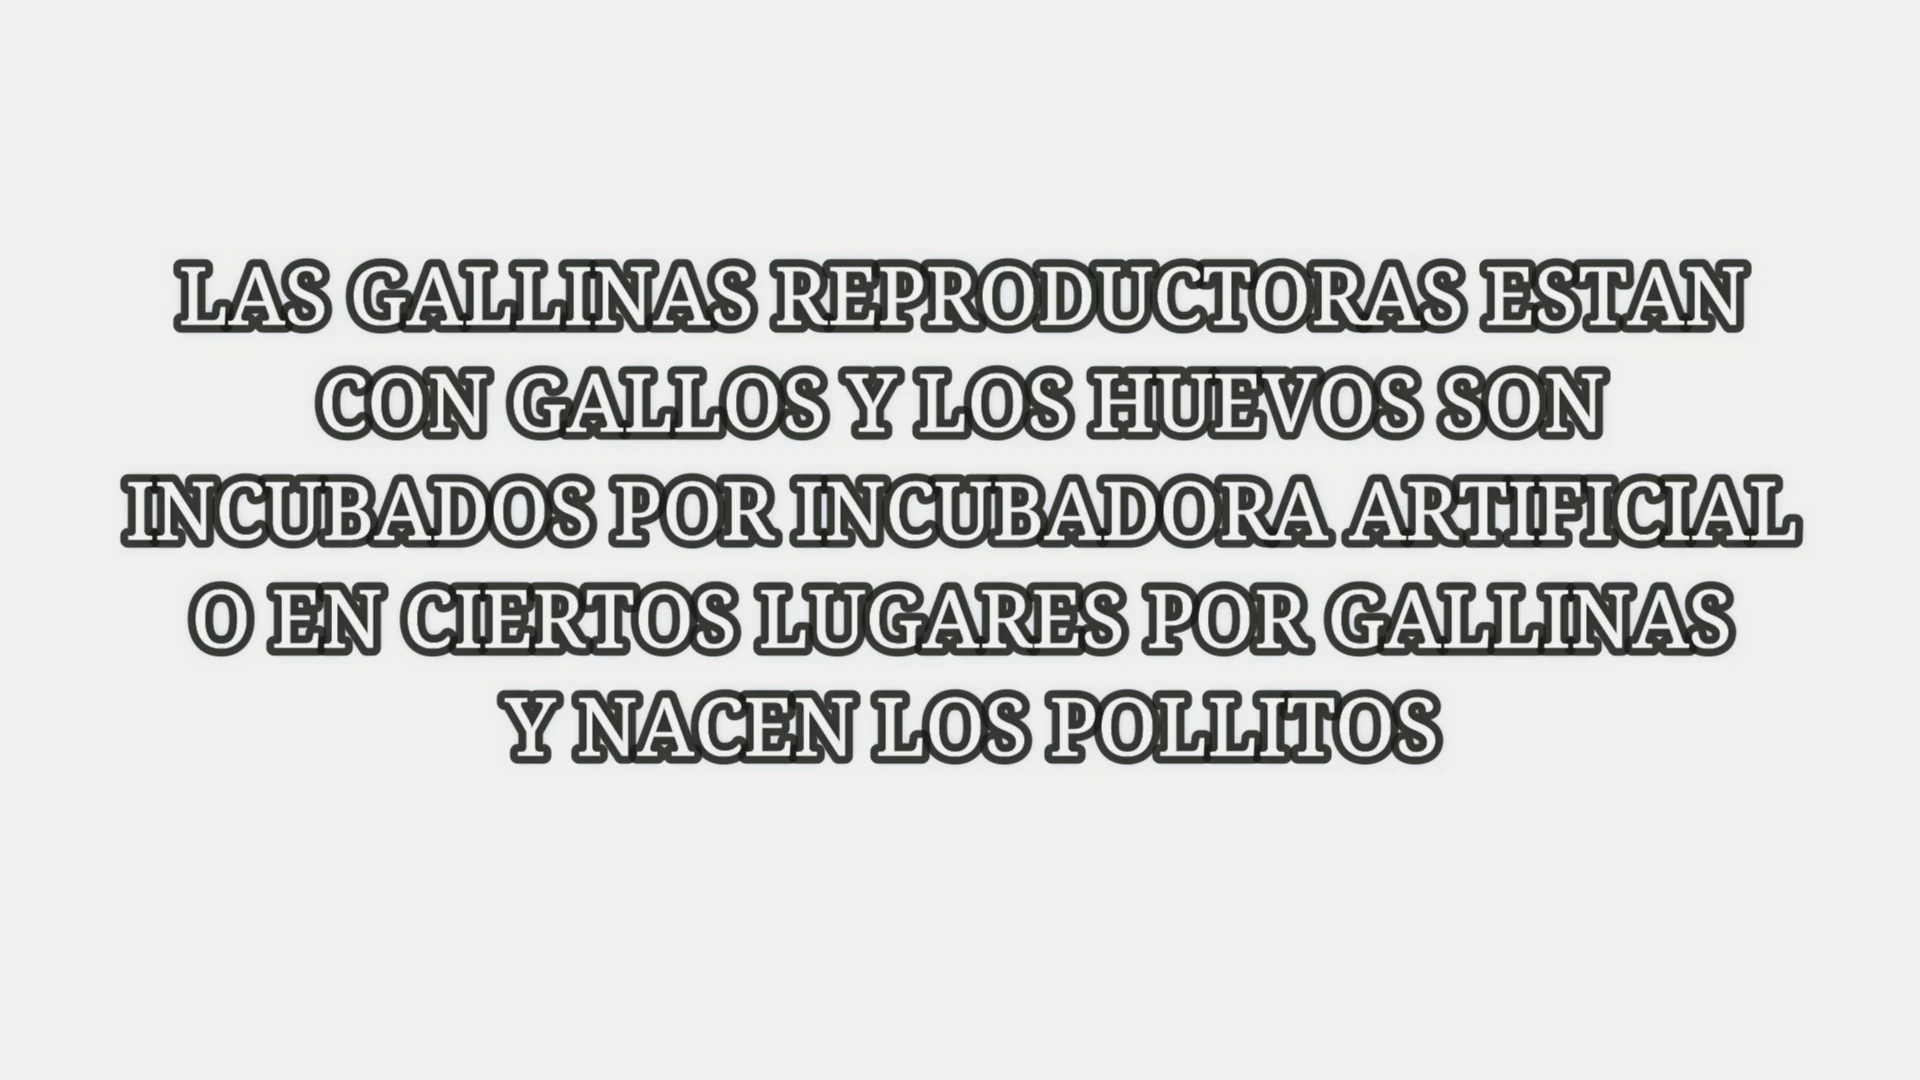 LAS GALLINAS REPRODUCTORAS ESTAN
CON GALLOS Y LOS HUEVOS SON
INCUBADOS POR INCUBADORA ARTIFICIAL
O EN CIERTOS LUGARES POR GALLINAS
Y NACEN LOS POLLITOS